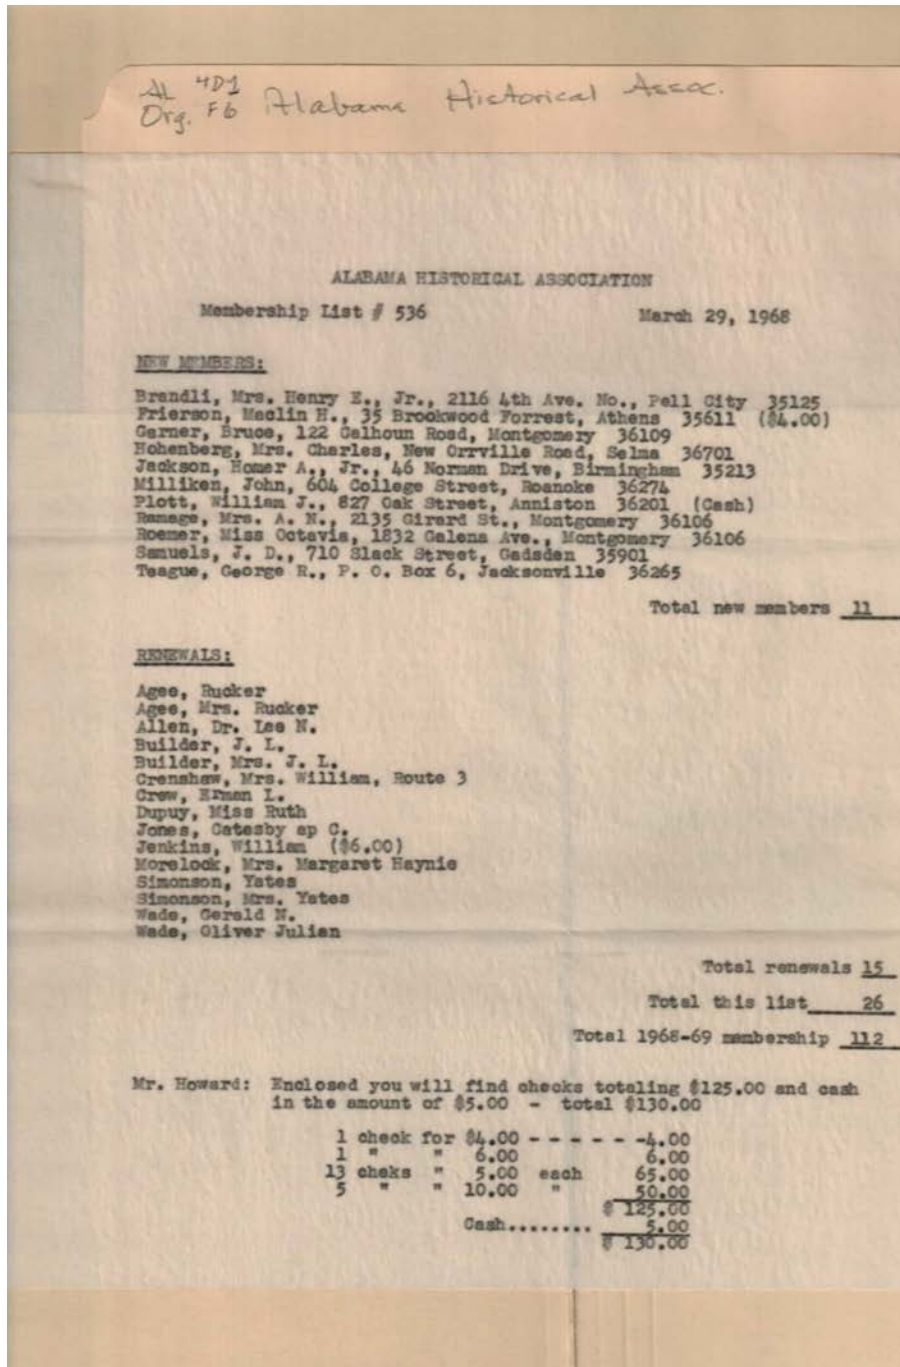 AL 4D1
Org. F6 Alabama Historical Assoc.
ALABAMA HISTORICAL ASSOCIATION
Membership List # 536 March 29, 1968
NEW MEMBERS:
Brandli, Mrs. Henry E., Jr., 2116 4th Ave. No., Pell City 35125
Frierson, Maclin H., 35 Brookwood Forrest, Athens 35611 ($4.00)
Garner, Bruce, 122 Calhoun Road, Montgomery 36109
Hohenberg, Mrs. Charles, New Orrville Road, Selma 36701
Jackson, Homer A., Jr., 46 Norman Drive, Birmingham 35213
Milliken, John, 604 College Street, Roanoke 36274
Plott, William J., 827 Oak Street, Anniston 36201 (Cash)
Ramage, Mrs. A. N., 2135 Girard St., Montgomery 36106
Roemer, Miss Octavia, 1832 Galena Ave., Montgomery 36106
Samuels, J. D., 710 Slack Street, Gadsden 35901
Teague, George R., P. O. Box 6, Jacksonville 36265
Total new members 11
RENEWALS:
Agee, Rucker
Agee, Mrs. Rucker
Allen, Dr. Lee N.
Builder, J. L.
Builder, Mrs. J. L.
Crenshaw, Mrs. William, Route 3
Crew, Erman L.
Dupuy, Miss Ruth
Jones, Catesby ap C.
Jenkins, William ($6.00)
Morelock, Mrs. Margaret Haynie
Simonson, Yates
Simonson, Mrs. Yates
Wade, Gerald N.
Wade, Oliver Julian
Total renewals 15
Total this list 26
Total 1968-69 membership 112
Mr. Howard: Enclosed you will find checks totaling $125.00 and cash
in the amount of $5.00 - total $130.00
1 check for $4.00 - - - - - -4.00
1 " " 6.00 6.00
13 cheks " 5.00 each 65.00
5 " " 10.00 " 50.00
$ 125.00
Cash........ 5.00
$ 130.00